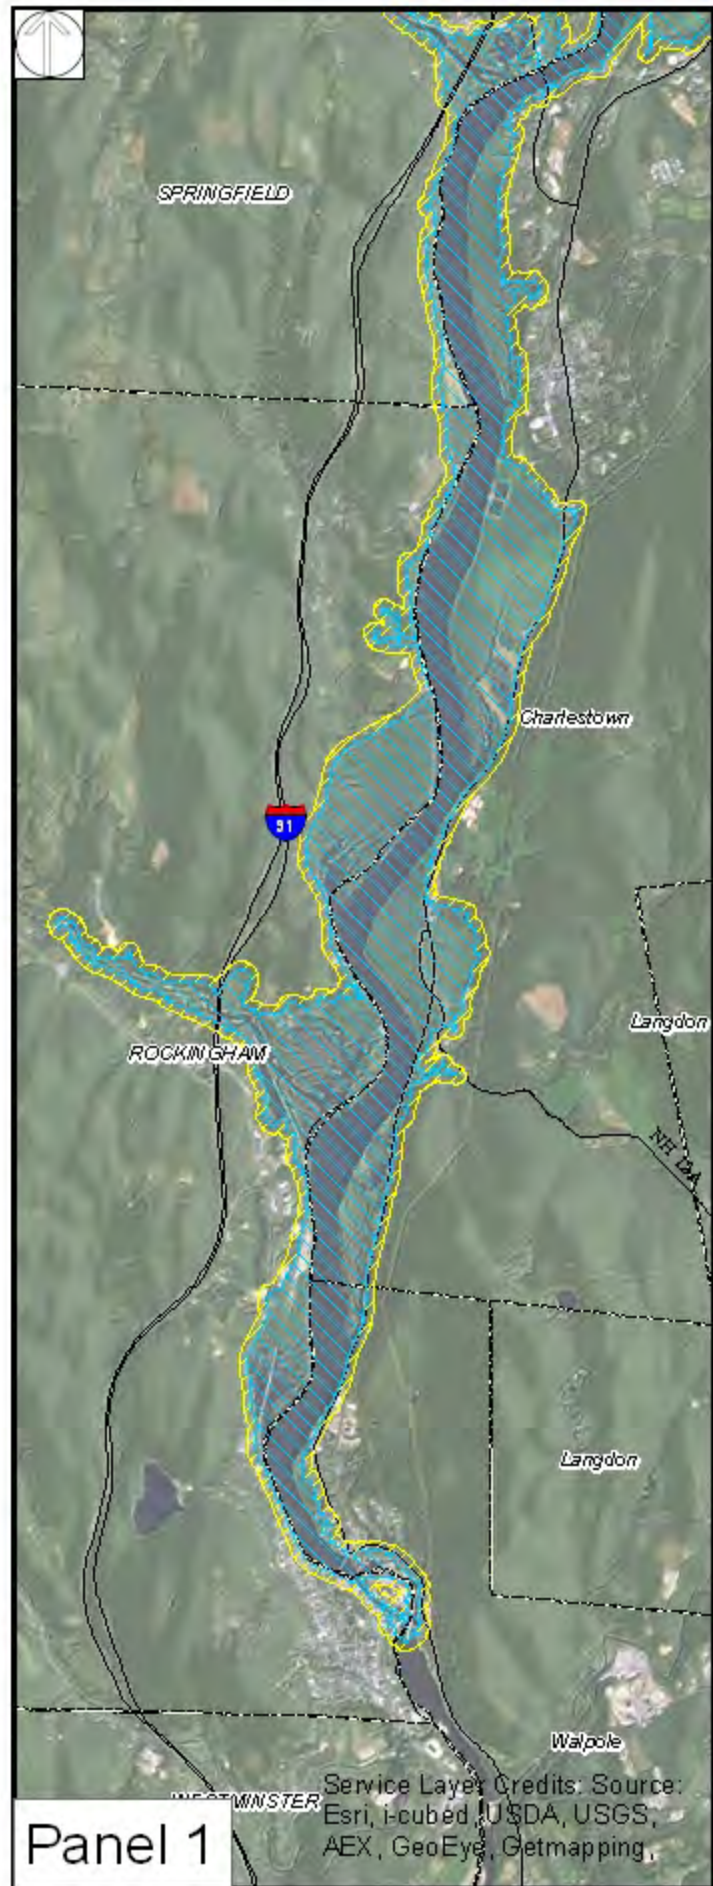 SPRINGFIELD
Charlestown
91
Langdon
ROCKINGHAM
NH 12A
Langdon
Walpole
WESTMINSTER
Service Layer Credits: Source:
Esri, i-cubed, USDA, USGS,
AEX, GeoEye, Getmapping,
Panel 1